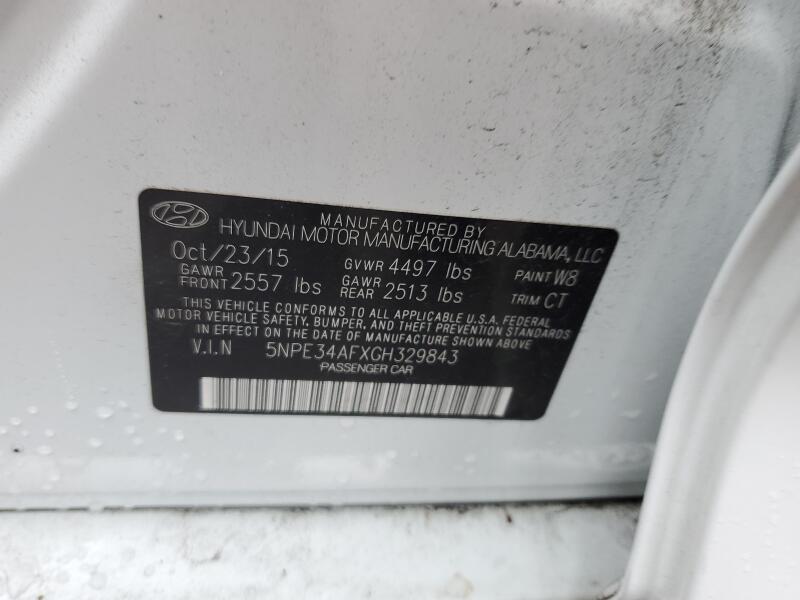 MANUFACTURED BY
HYUNDAI MOTOR MANUFACTURING ALABAMA, LLC
Oct/23/15 GVWR 4497 lbs PAINT W8
GAWR FRONT 2557 lbs GAWR REAR 2513 lbs TRIM CT
THIS VEHICLE CONFORMS TO ALL APPLICABLE U.S.A. FEDERAL
MOTOR VEHICLE SAFETY, BUMPER, AND THEFT PREVENTION STANDARDS
IN EFFECT ON THE DATE OF MANUFACTURE SHOWN ABOVE.
V.I.N 5NPE34AFXGH329843
PASSENGER CAR